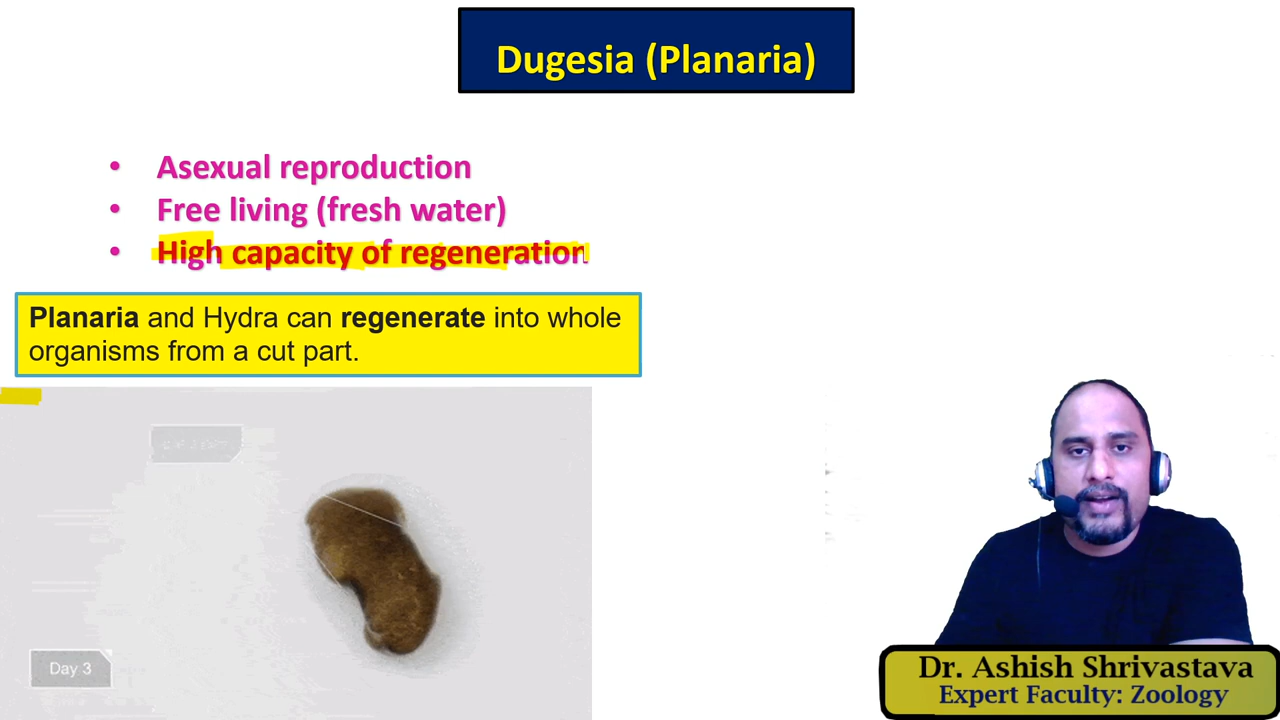 Dugesia (Planaria)
• Asexual reproduction
• Free living (fresh water)
• High capacity of regeneration
Planaria and Hydra can regenerate into whole
organisms from a cut part.
Day 3
Dr. Ashish Shrivastava
Expert Faculty: Zoology